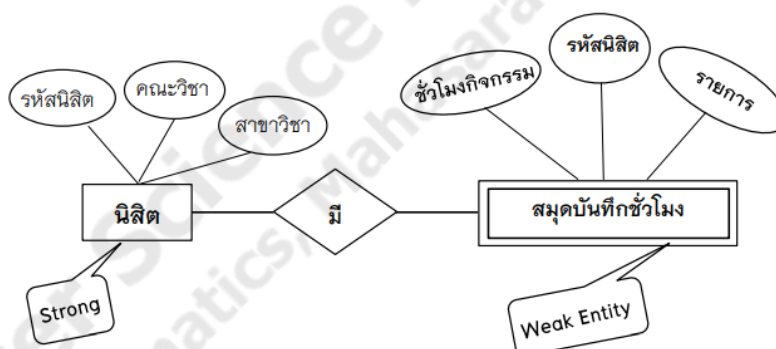 รหัสนิสิต
คณะวิชา
สาขาวิชา
ชั่วโมงกิจกรรม
รหัสนิสิต
รายการ
นิสิต
มี
สมุดบันทึกชั่วโมง
Strong
Weak Entity
Science
matics, Mahasara